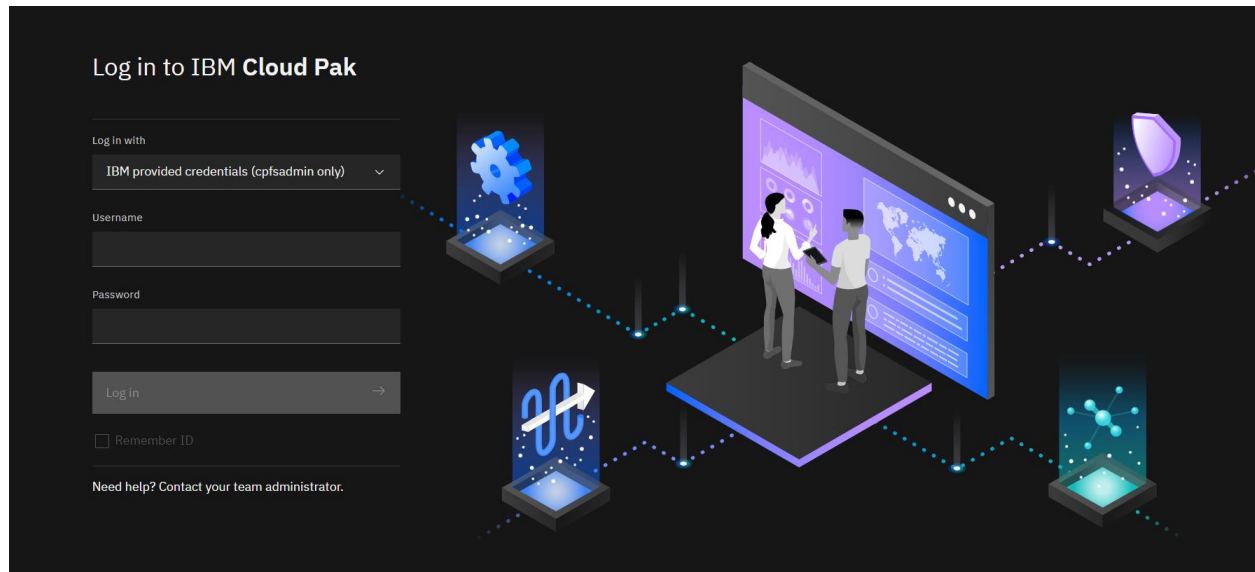 Log in to IBM Cloud Pak
Log in with
IBM provided credentials (cpfsadmin only)
Username
Password
Log in
Remember ID
Need help? Contact your team administrator.